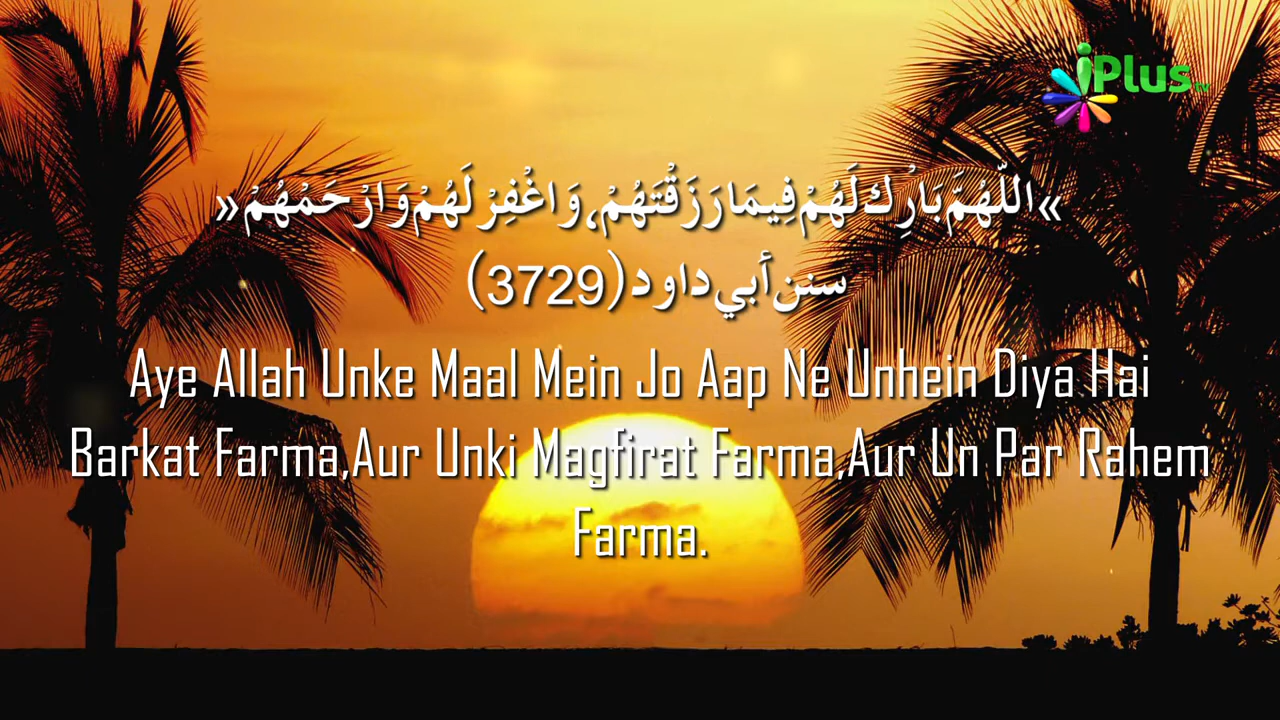 iPlus tv
»اللّٰهُمَّ بَارِكْ لَهُمْ فِيمَا رَزَقْتَهُمْ، وَاغْفِرْ لَهُمْ وَارْحَمْهُمْ«
سنن أبي داود (3729)
Aye Allah Unke Maal Mein Jo Aap Ne Unhein Diya Hai
Barkat Farma,Aur Unki Magfirat Farma,Aur Un Par Rahem
Farma.